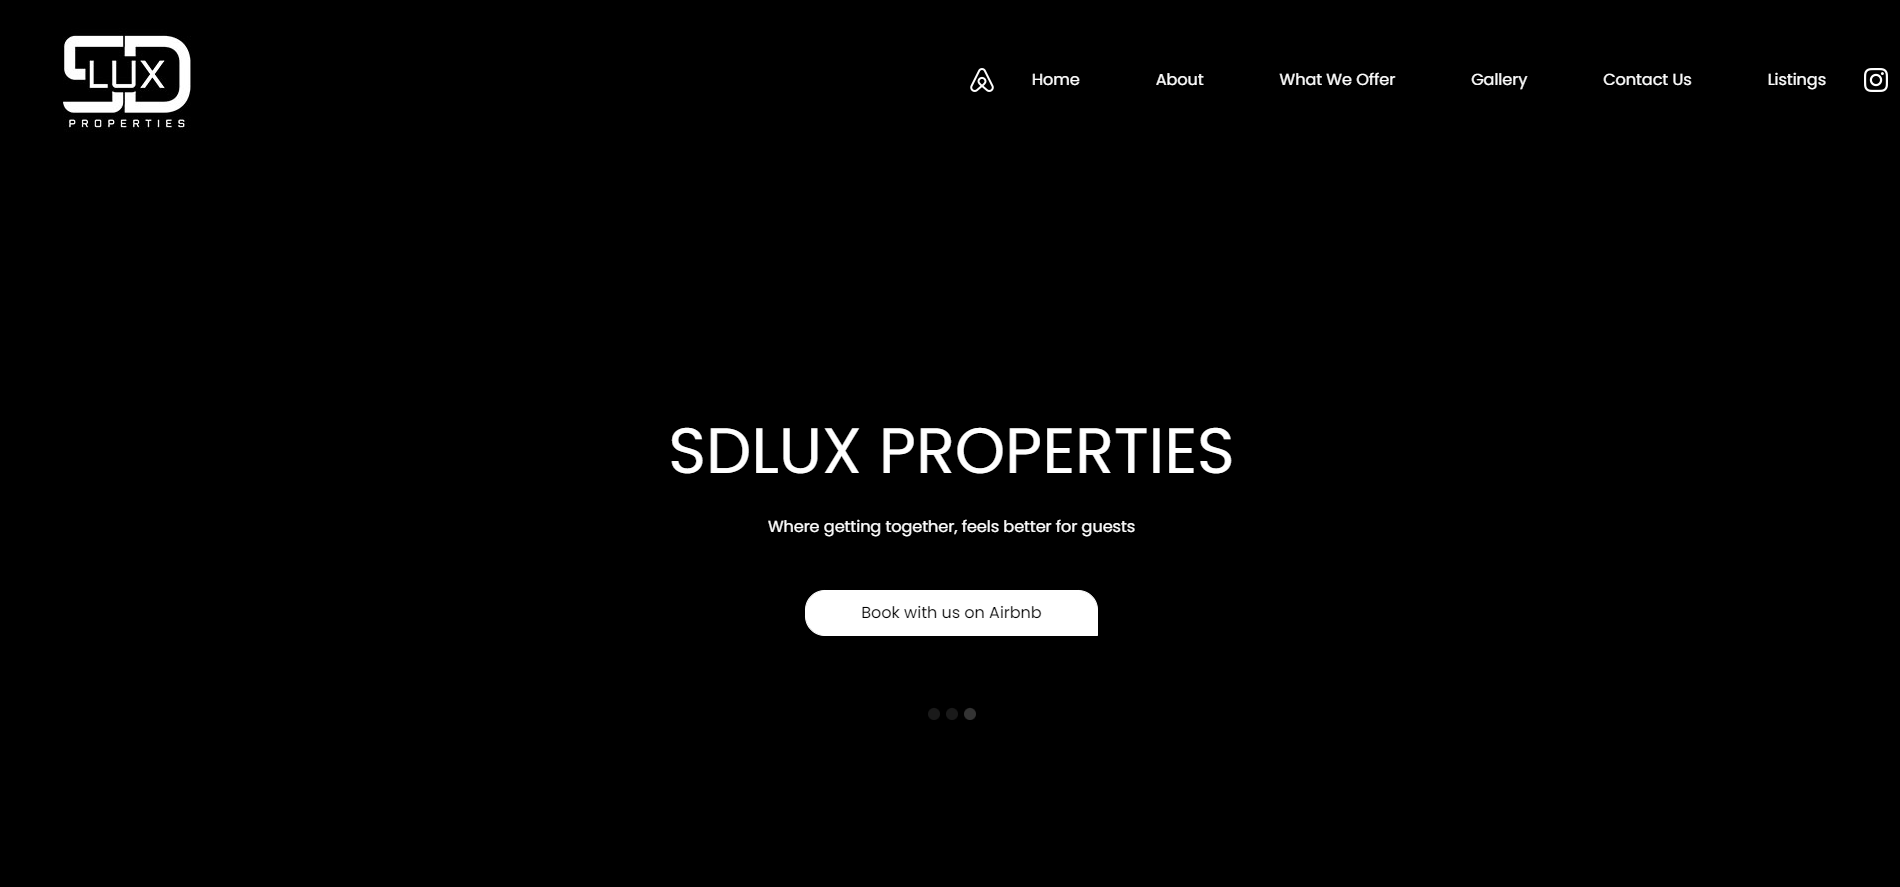 SD LUX
PROPERTIES
Home About What We Offer Gallery Contact Us Listings
SDLUX PROPERTIES
Where getting together, feels better for guests
Book with us on Airbnb